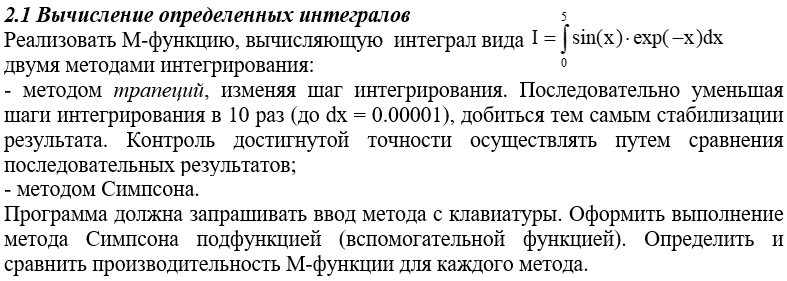 2.1 Вычисление определенных интегралов
Реализовать М-функцию, вычисляющую интеграл вида I = ∫₀⁵ sin(x)·exp(−x)dx
двумя методами интегрирования:
- методом трапеций, изменяя шаг интегрирования. Последовательно уменьшая
шаги интегрирования в 10 раз (до dx = 0.00001), добиться тем самым стабилизации
результата. Контроль достигнутой точности осуществлять путем сравнения
последовательных результатов;
- методом Симпсона.
Программа должна запрашивать ввод метода с клавиатуры. Оформить выполнение
метода Симпсона подфункцией (вспомогательной функцией). Определить и
сравнить производительность М-функции для каждого метода.